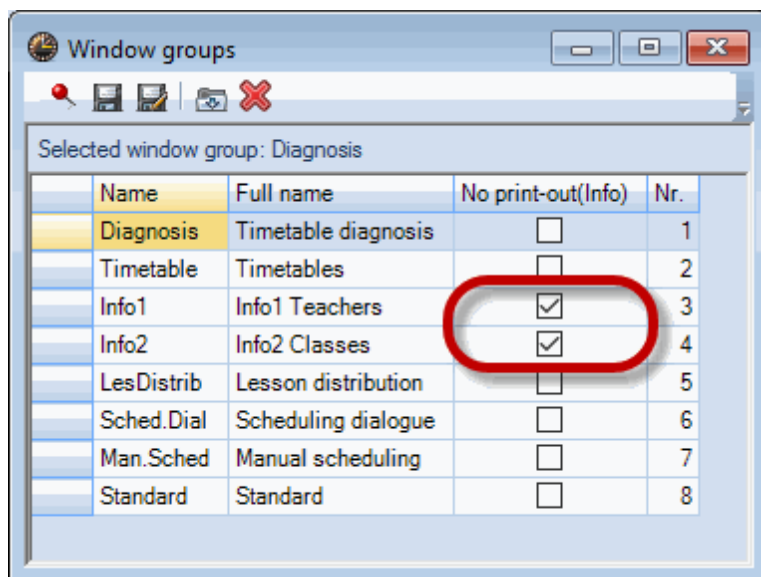 Window groups
Selected window group: Diagnosis
Name Full name No print-out(Info) Nr.
Diagnosis Timetable diagnosis 1
Timetable Timetables 2
Info1 Info1 Teachers 3
Info2 Info2 Classes 4
LesDistrib Lesson distribution 5
Sched.Dial Scheduling dialogue 6
Man.Sched Manual scheduling 7
Standard Standard 8